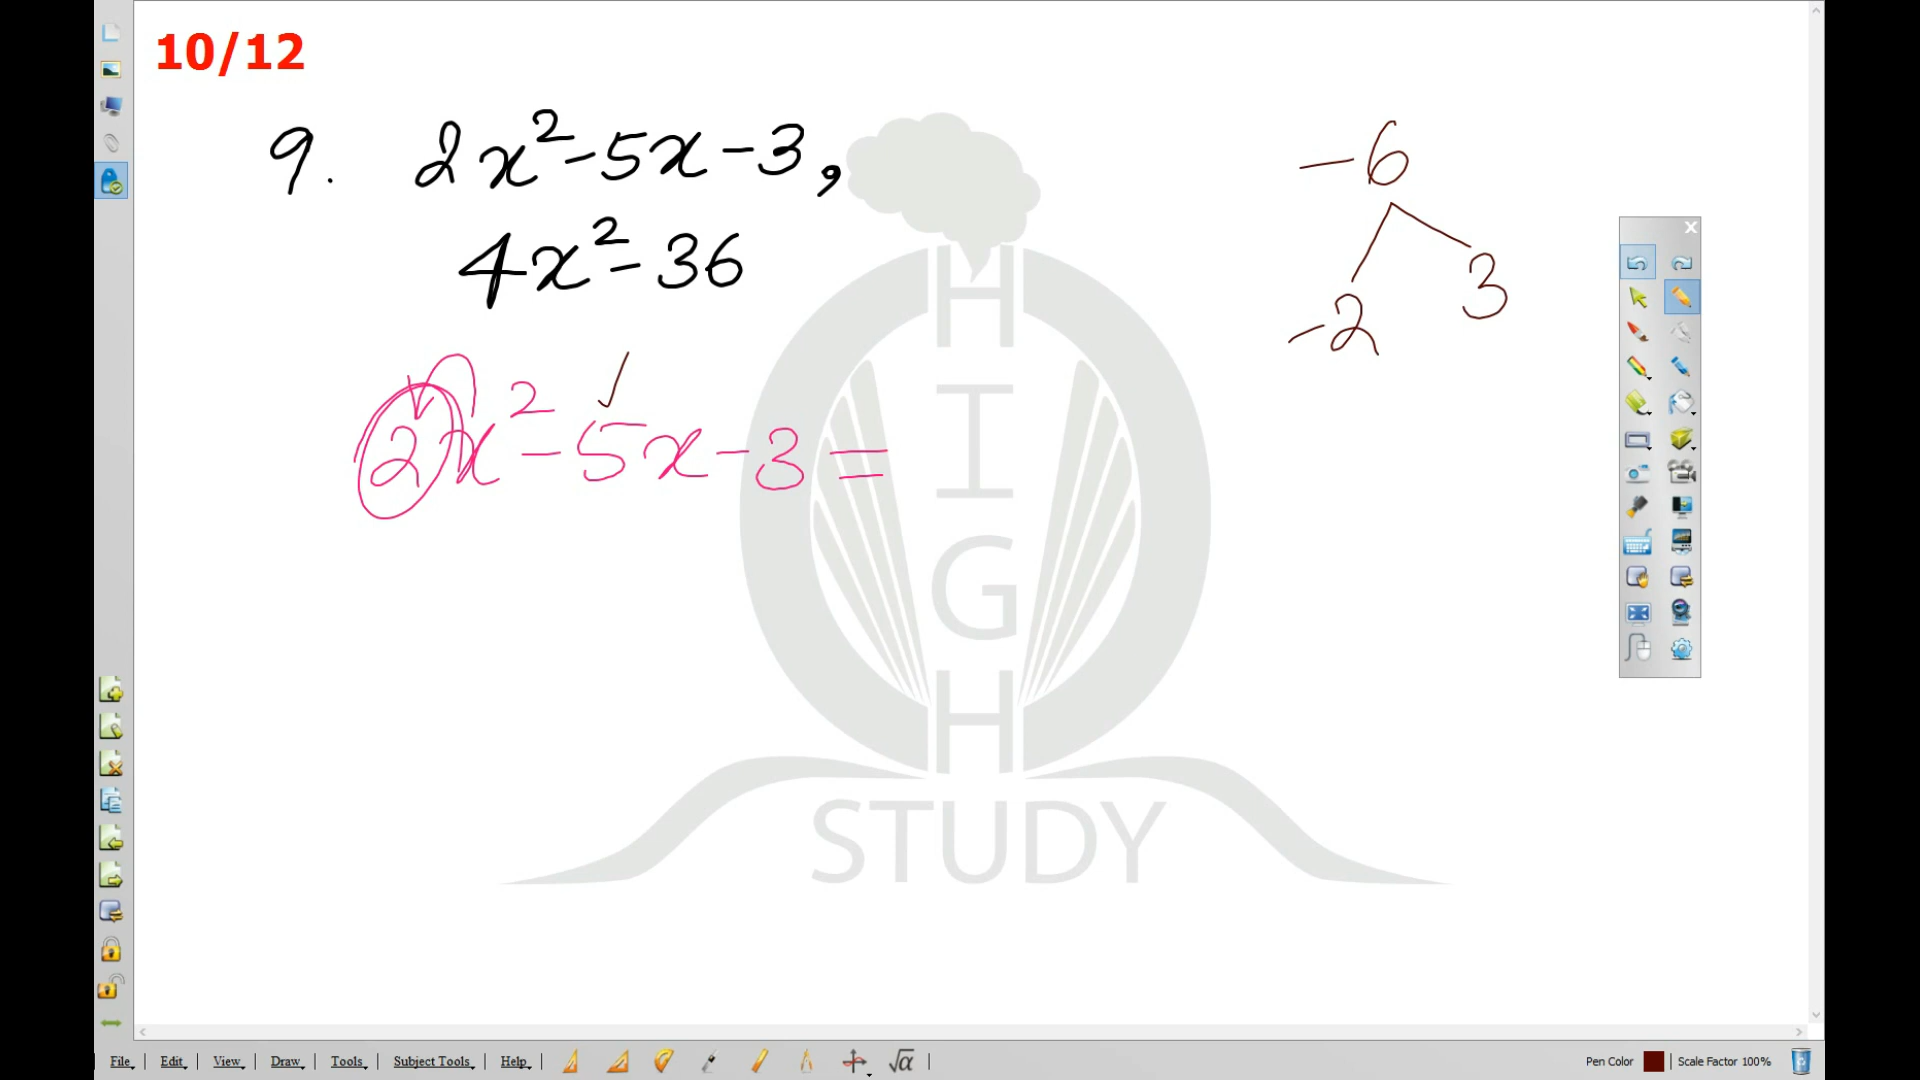 10/12
9. 2x² - 5x - 3,
4x² - 36
-6
-2 3
2x² - 5x - 3 =
HIGH
STUDY
File Edit View Draw Tools Subject Tools Help √α Pen Color Scale Factor 100%